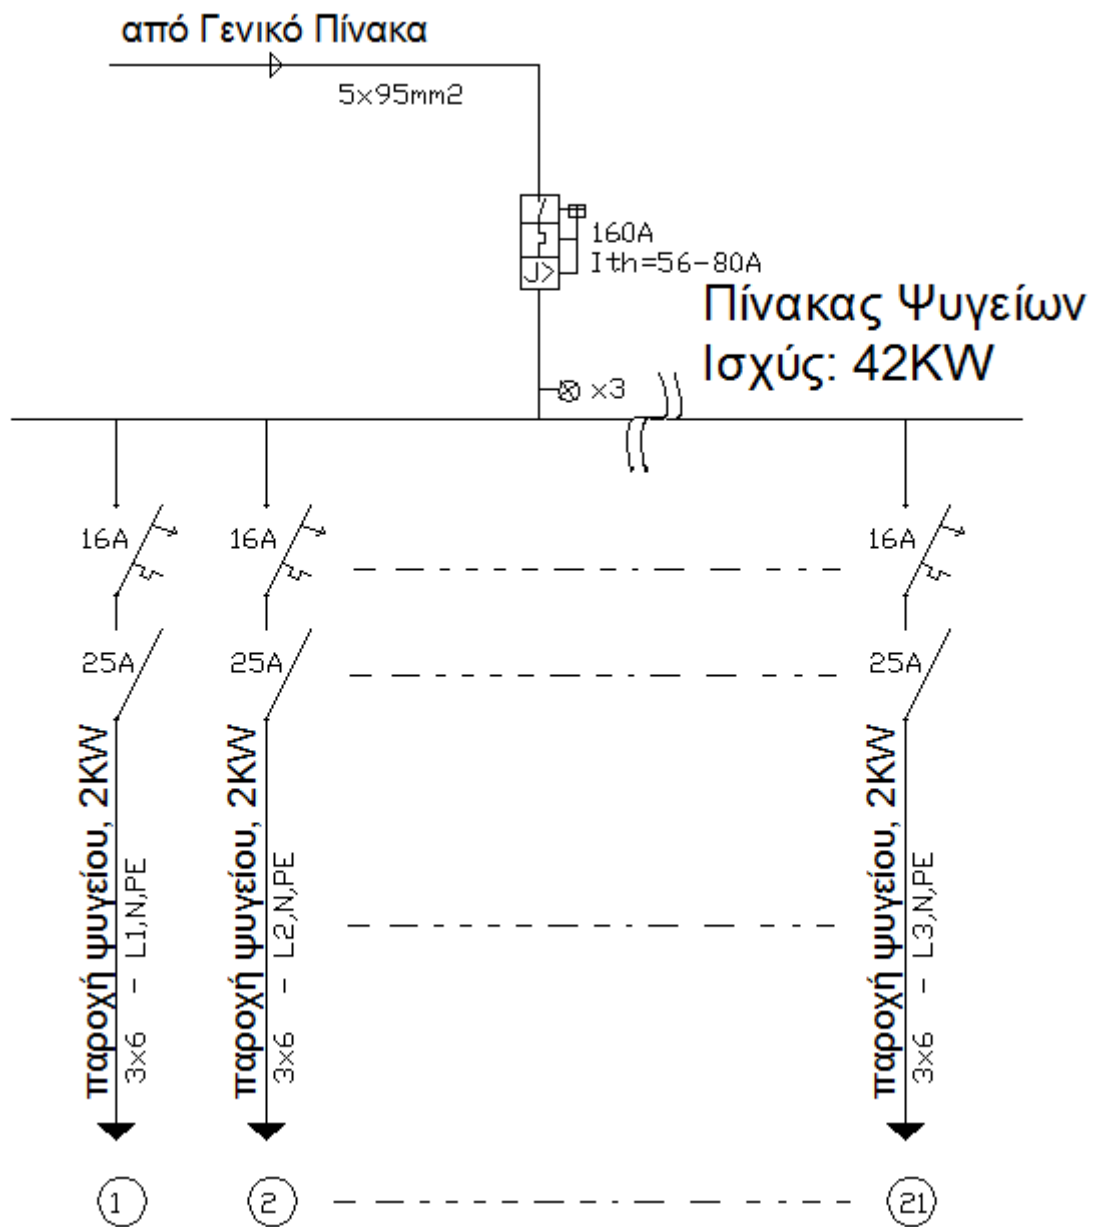 από Γενικό Πίνακα
5x95mm2
160A
Ith=56-80A
Πίνακας Ψυγείων
Ισχύς: 42KW
x3
J>
16A
16A
16A
25A
25A
25A
παροχή ψυγείου, 2KW
3x6 - L1,N,PE
παροχή ψυγείου, 2KW
3x6 - L2,N,PE
παροχή ψυγείου, 2KW
3x6 - L3,N,PE
1
2
21